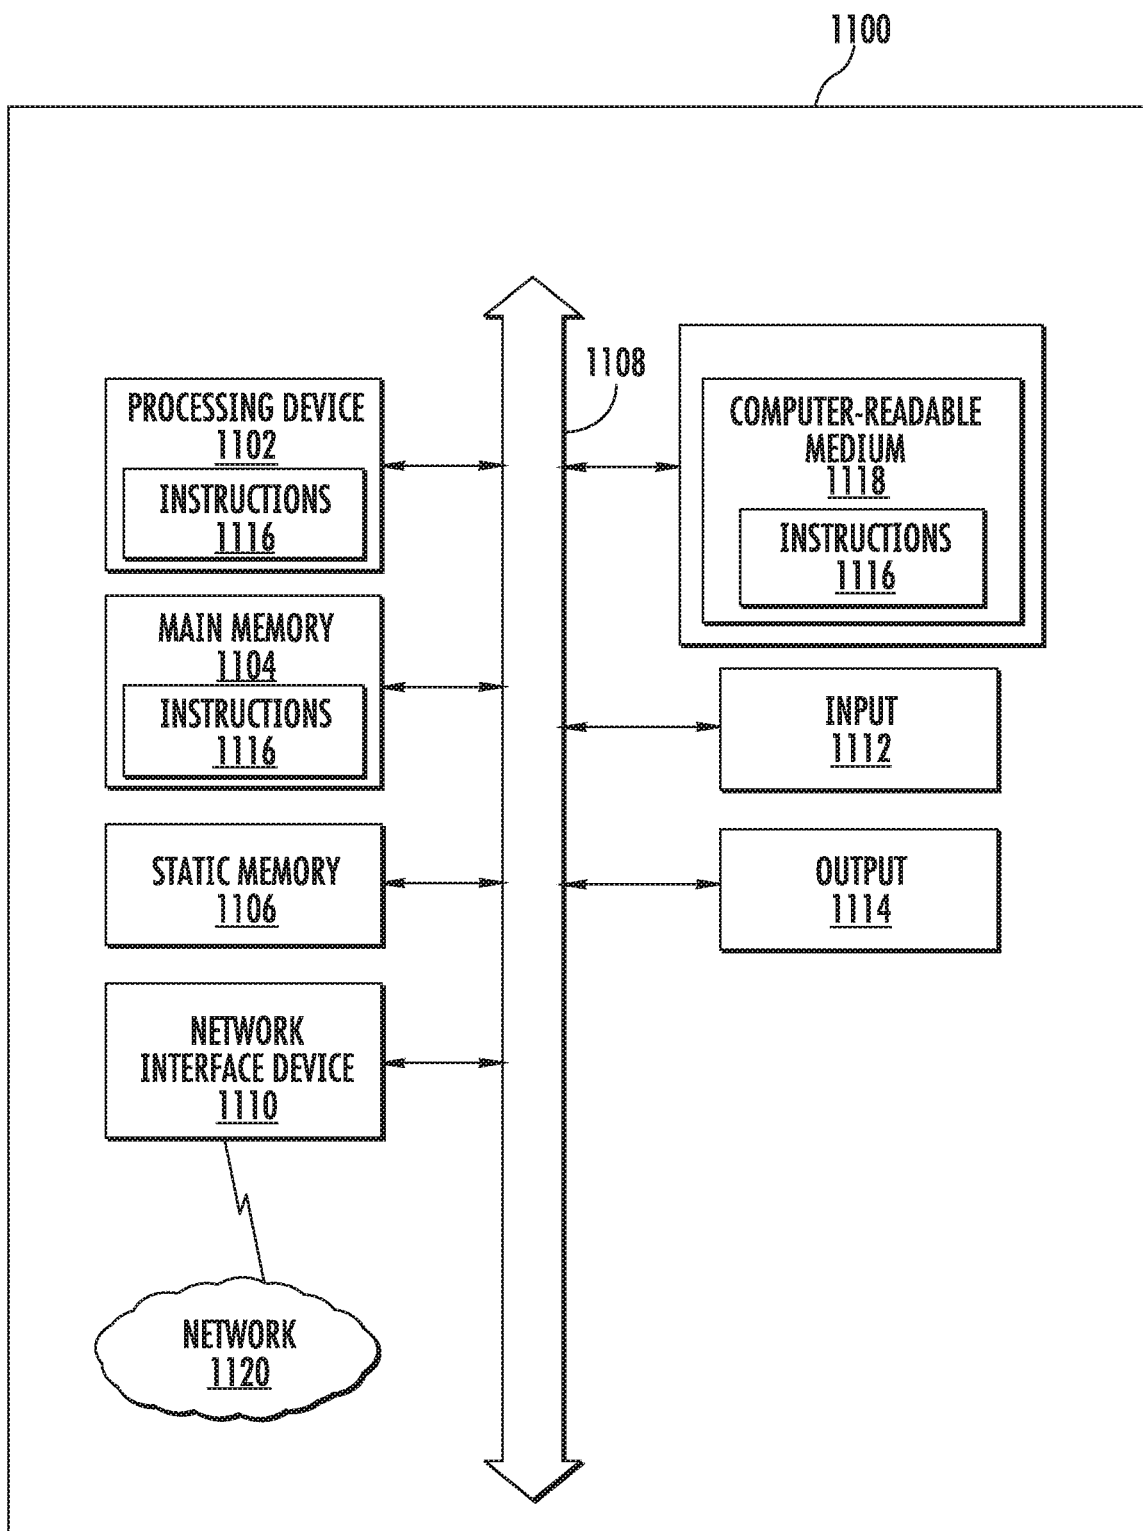 1100
1108
PROCESSING DEVICE
1102
INSTRUCTIONS
1116
MAIN MEMORY
1104
INSTRUCTIONS
1116
STATIC MEMORY
1106
NETWORK
INTERFACE DEVICE
1110
NETWORK
1120
COMPUTER-READABLE
MEDIUM
1118
INSTRUCTIONS
1116
INPUT
1112
OUTPUT
1114